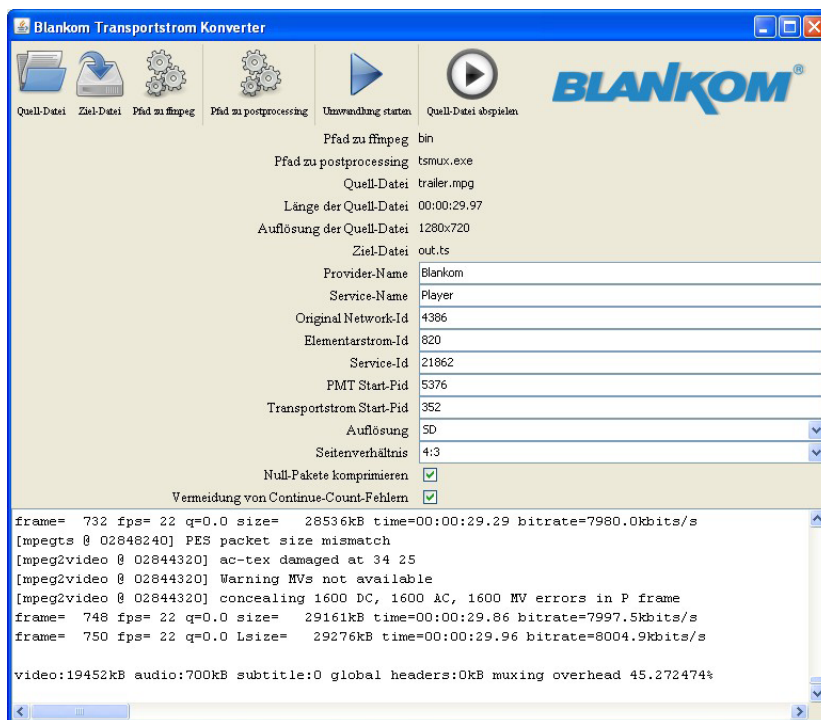 Blankom Transportstrom Konverter
Quell-Datei Ziel-Datei Pfad zu ffmpeg Pfad zu postprocessing Umwandlung starten Quell-Datei abspielen
BLANKOM®
Pfad zu ffmpeg bin
Pfad zu postprocessing tsmux.exe
Quell-Datei trailer.mpg
Länge der Quell-Datei 00:00:29.97
Auflösung der Quell-Datei 1280x720
Ziel-Datei out.ts
Provider-Name Blankom
Service-Name Player
Original Network-Id 4386
Elementarstrom-Id 820
Service-Id 21862
PMT Start-Pid 5376
Transportstrom Start-Pid 352
Auflösung SD
Seitenverhältnis 4:3
Null-Pakete komprimieren
Vermeidung von Continue-Count-Fehlern
frame=  732 fps= 22 q=0.0 size=   28536kB time=00:00:29.29 bitrate=7980.0kbits/s
[mpegts @ 02848240] PES packet size mismatch
[mpeg2video @ 02844320] ac-tex damaged at 34 25
[mpeg2video @ 02844320] Warning MVs not available
[mpeg2video @ 02844320] concealing 1600 DC, 1600 AC, 1600 MV errors in P frame
frame=  748 fps= 22 q=0.0 size=   29161kB time=00:00:29.86 bitrate=7997.5kbits/s
frame=  750 fps= 22 q=0.0 Lsize=   29276kB time=00:00:29.96 bitrate=8004.9kbits/s
video:19452kB audio:700kB subtitle:0 global headers:0kB muxing overhead 45.272474%